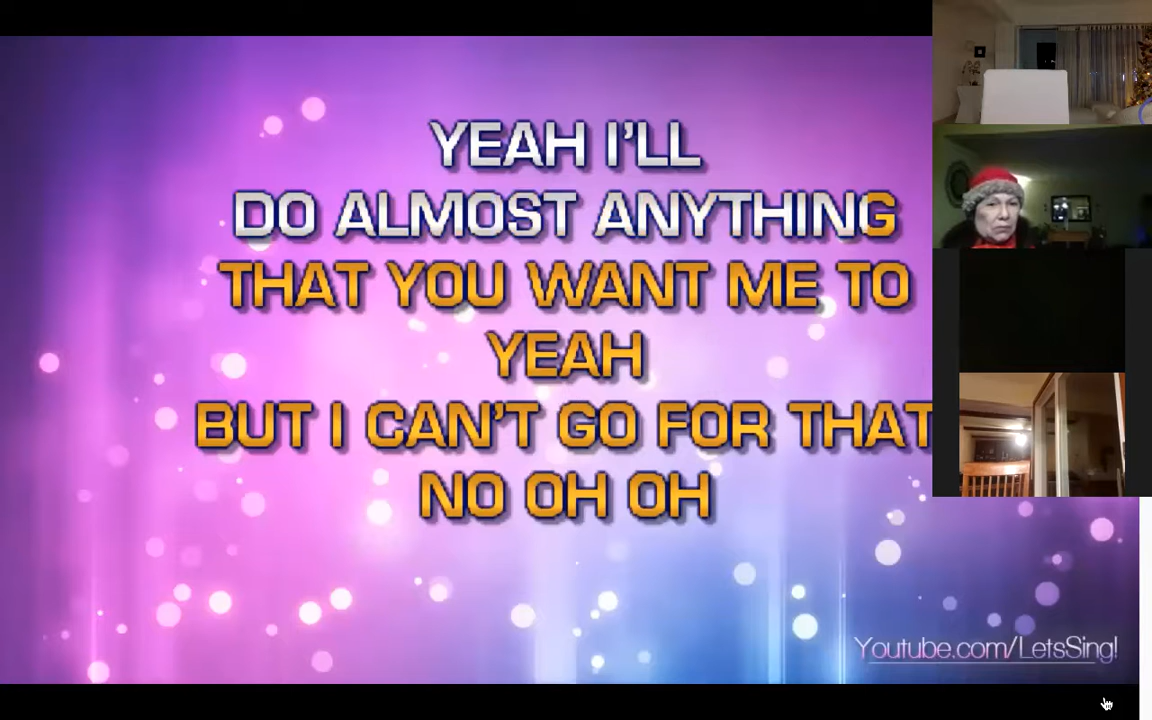 YEAH I'LL
DO ALMOST ANYTHING
THAT YOU WANT ME TO
YEAH
BUT I CAN'T GO FOR THAT
NO OH OH
Youtube.com/LetsSing!